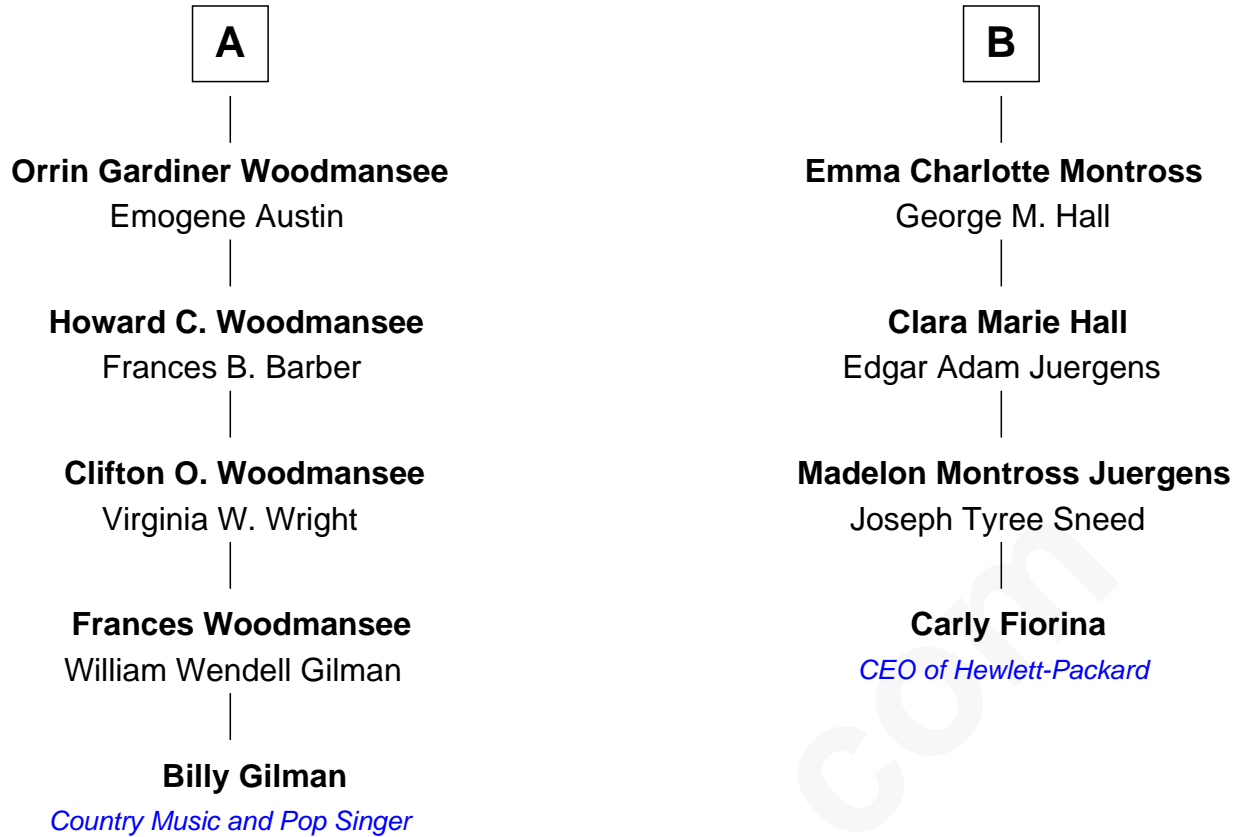 A
Orrin Gardiner Woodmansee
Emogene Austin
Howard C. Woodmansee
Frances B. Barber
Clifton O. Woodmansee
Virginia W. Wright
Frances Woodmansee
William Wendell Gilman
Billy Gilman
Country Music and Pop Singer
B
Emma Charlotte Montross
George M. Hall
Clara Marie Hall
Edgar Adam Juergens
Madelon Montross Juergens
Joseph Tyree Sneed
Carly Fiorina
CEO of Hewlett-Packard
com